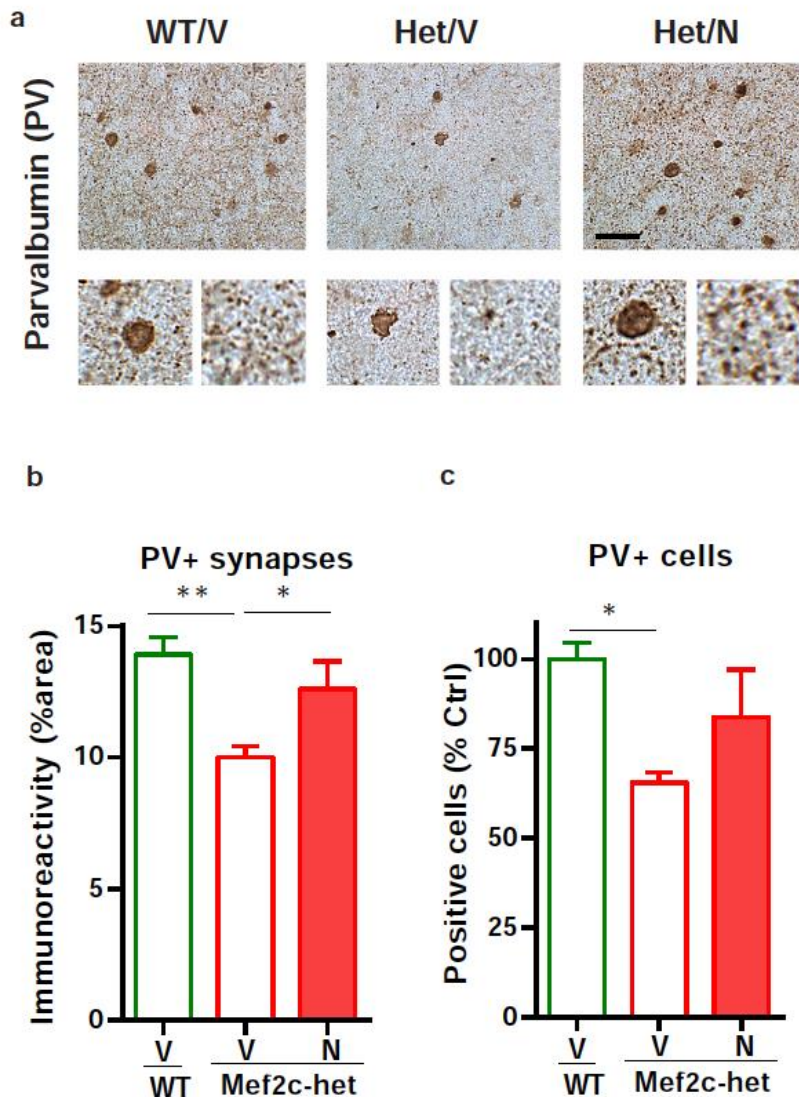 a
WT/V Het/V Het/N
Parvalbumin (PV)
b
c
PV+ synapses
** *
Immunoreactivity (%area)
15
10
5
0
V V N
WT Mef2c-het
PV+ cells
*
Positive cells (% Ctrl)
100
75
50
25
0
V V N
WT Mef2c-het